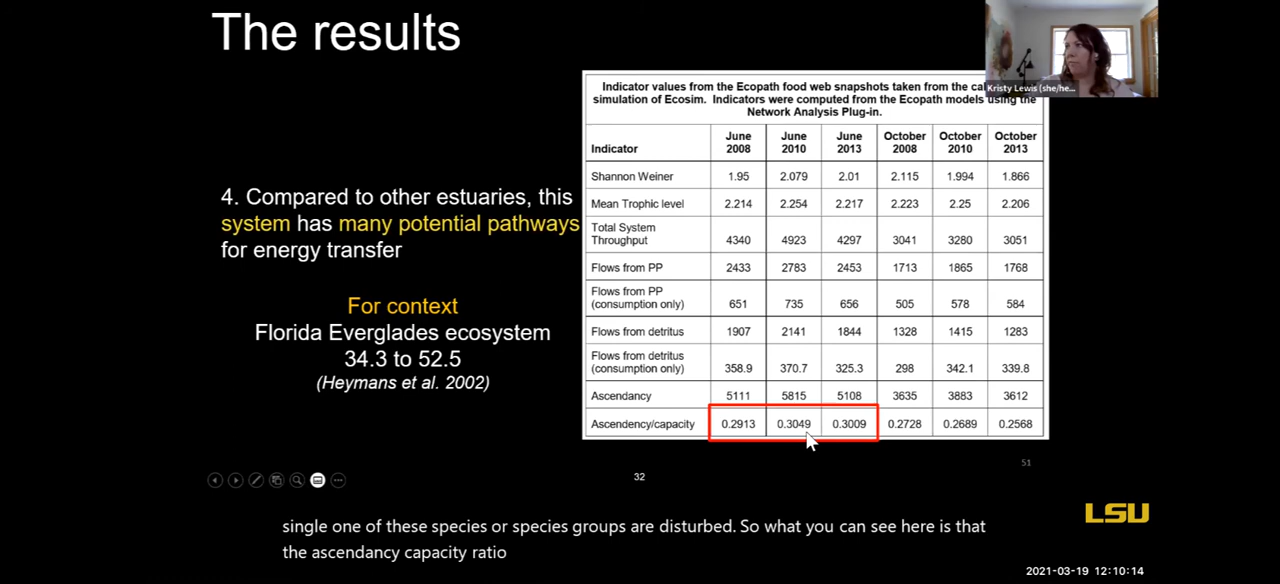 The results
Kristy Lewis (she/he...
Indicator values from the Ecopath food web snapshots taken from the ca
simulation of Ecosim. Indicators were computed from the Ecopath models using the
Network Analysis Plug-in.
Indicator June 2008 June 2010 June 2013 October 2008 October 2010 October 2013
Shannon Weiner 1.95 2.079 2.01 2.115 1.994 1.866
Mean Trophic level 2.214 2.254 2.217 2.223 2.25 2.206
Total System Throughput 4340 4923 4297 3041 3280 3051
Flows from PP 2433 2783 2453 1713 1865 1768
Flows from PP (consumption only) 651 735 656 505 578 584
Flows from detritus 1907 2141 1844 1328 1415 1283
Flows from detritus (consumption only) 358.9 370.7 325.3 298 342.1 339.8
Ascendancy 5111 5815 5108 3635 3883 3612
Ascendency/capacity 0.2913 0.3049 0.3009 0.2728 0.2689 0.2568
4. Compared to other estuaries, this
system has many potential pathways
for energy transfer
For context
Florida Everglades ecosystem
34.3 to 52.5
(Heymans et al. 2002)
51
32
single one of these species or species groups are disturbed. So what you can see here is that
the ascendancy capacity ratio
LSU
2021-03-19 12:10:14